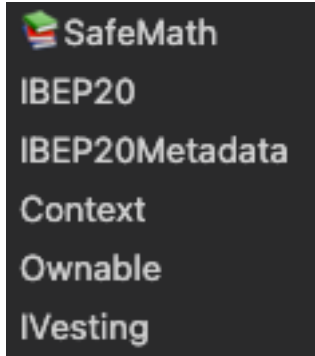 📚SafeMath
IBEP20
IBEP20Metadata
Context
Ownable
IVesting